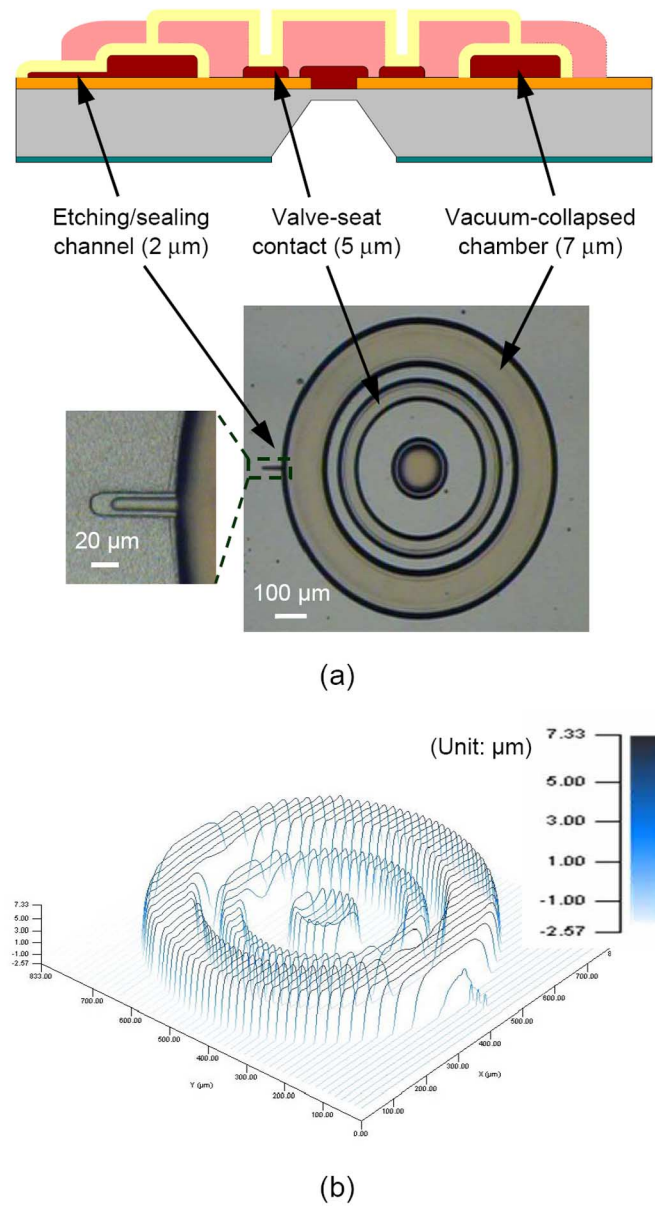 Etching/sealing
channel (2 μm)
Valve-seat
contact (5 μm)
Vacuum-collapsed
chamber (7 μm)
20 μm
100 μm
(a)
(Unit: μm)
7.33
5.00
3.00
1.00
-1.00
-2.57
7.33
5.00
3.00
1.00
-1.00
-2.57
833.00
700.00
600.00
500.00
400.00
300.00
200.00
100.00
0.00
Y (μm)
100.00
200.00
300.00
400.00
500.00
600.00
700.00
8
X (μm)
(b)